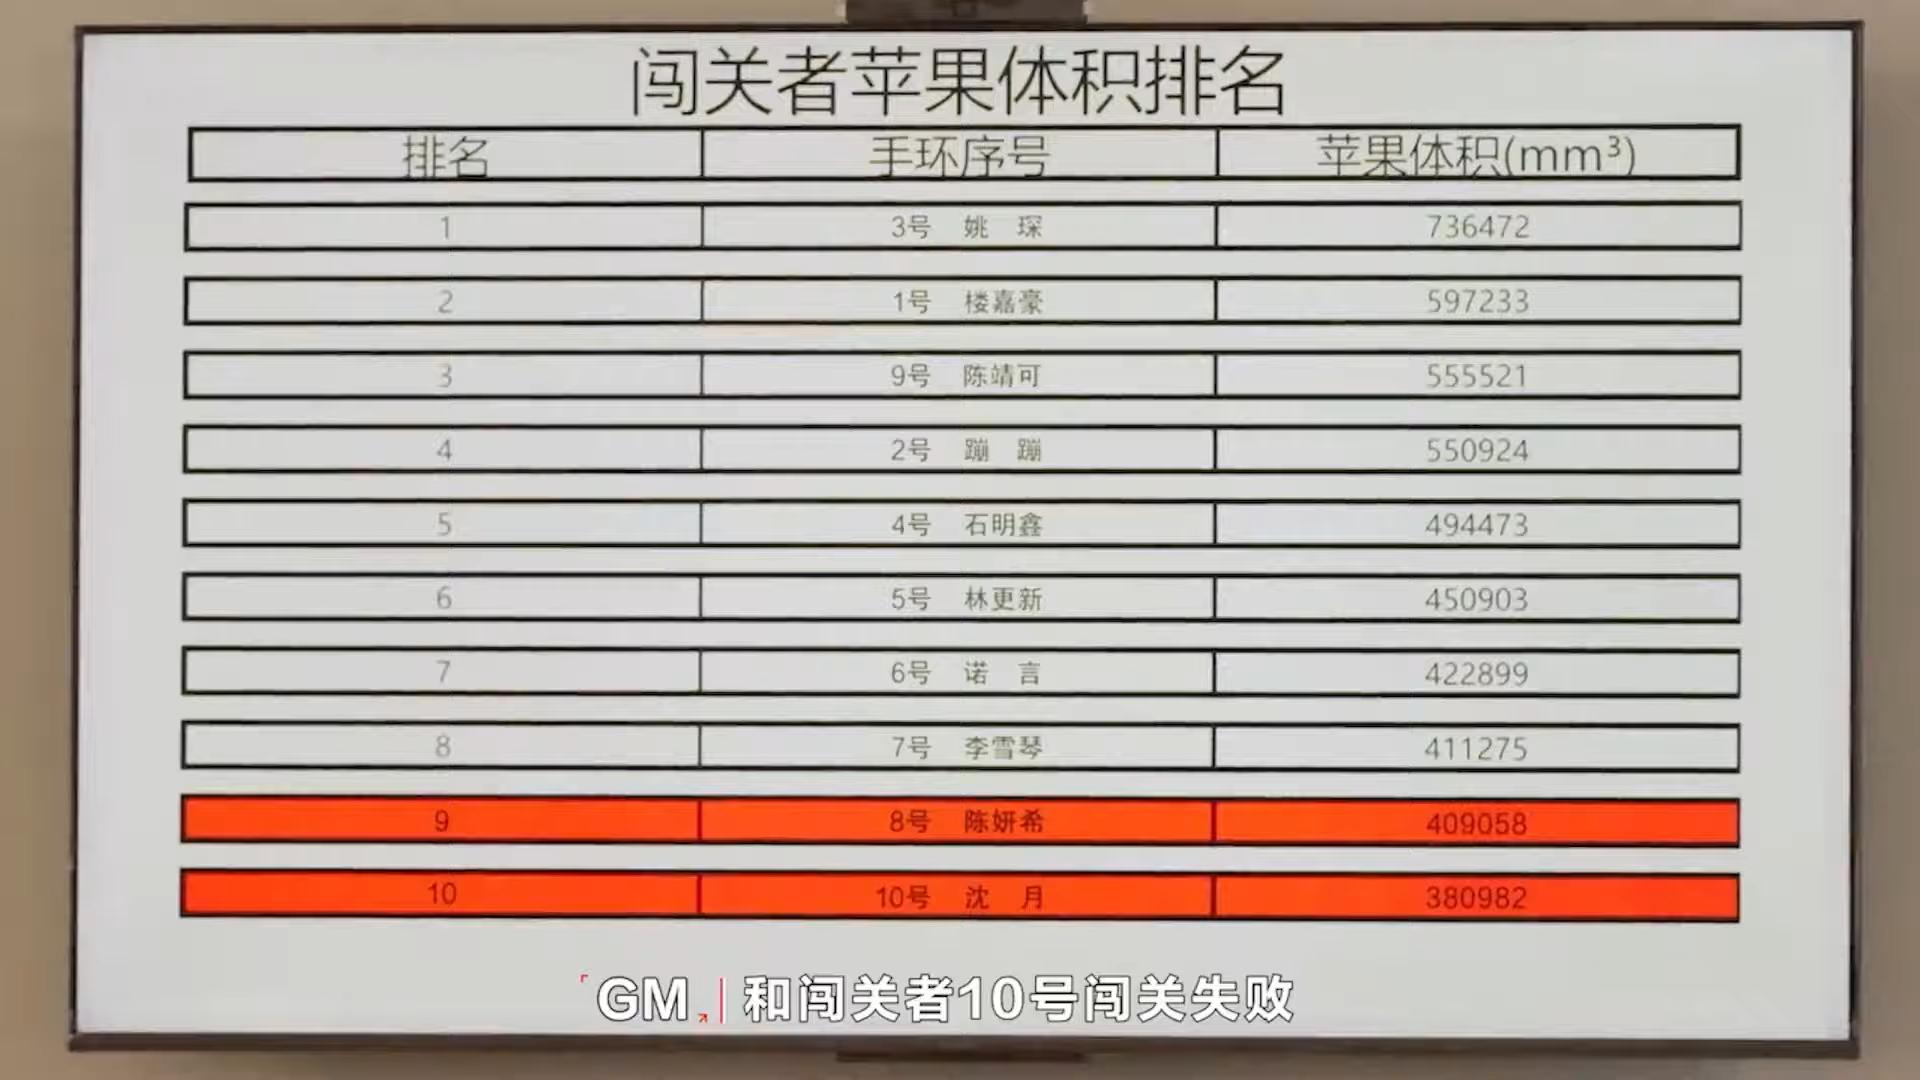 闯关者苹果体积排名
排名 手环序号 苹果体积(mm³)
1 3号 姚 琛 736472
2 1号 楼嘉豪 597233
3 9号 陈靖可 555521
4 2号 蹦 蹦 550924
5 4号 石明鑫 494473
6 5号 林更新 450903
7 6号 诺 言 422899
8 7号 李雪琴 411275
9 8号 陈妍希 409058
10 10号 沈 月 380982
GM 和闯关者10号闯关失败